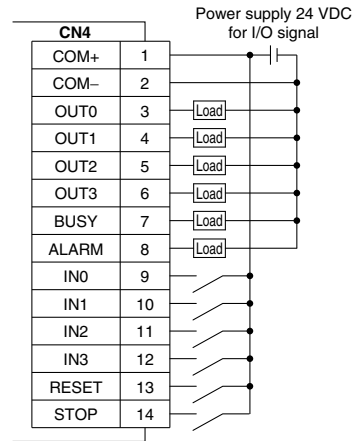 Power supply 24 VDC
for I/O signal
CN4
COM+ 1
COM− 2
OUT0 3 Load
OUT1 4 Load
OUT2 5 Load
OUT3 6 Load
BUSY 7 Load
ALARM 8 Load
IN0 9
IN1 10
IN2 11
IN3 12
RESET 13
STOP 14